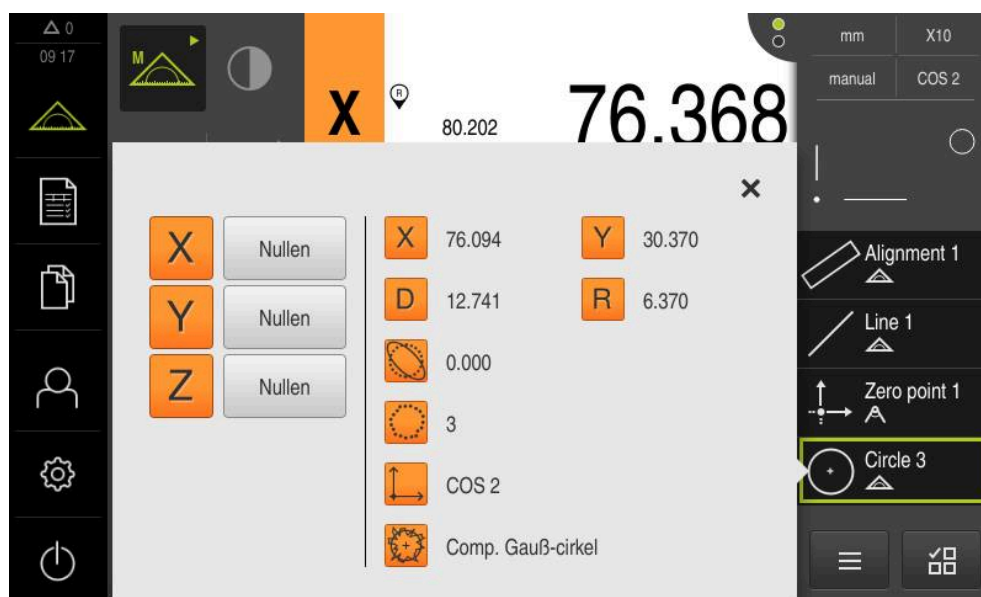 0
09 17
M
X
R
80.202
76.368
mm X10
manual COS 2
X Nullen
Y Nullen
Z Nullen
X 76.094 Y 30.370
D 12.741 R 6.370
0.000
3
COS 2
Comp. Gauß-cirkel
Alignment 1
Line 1
Zero point 1
Circle 3